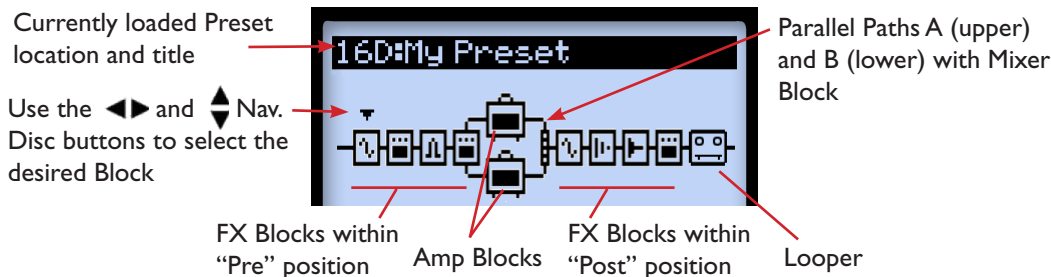 Currently loaded Preset
location and title
Use the and Nav.
Disc buttons to select the
desired Block
16D:My Preset
Parallel Paths A (upper)
and B (lower) with Mixer
Block
FX Blocks within
“Pre” position
Amp Blocks
FX Blocks within
“Post” position
Looper